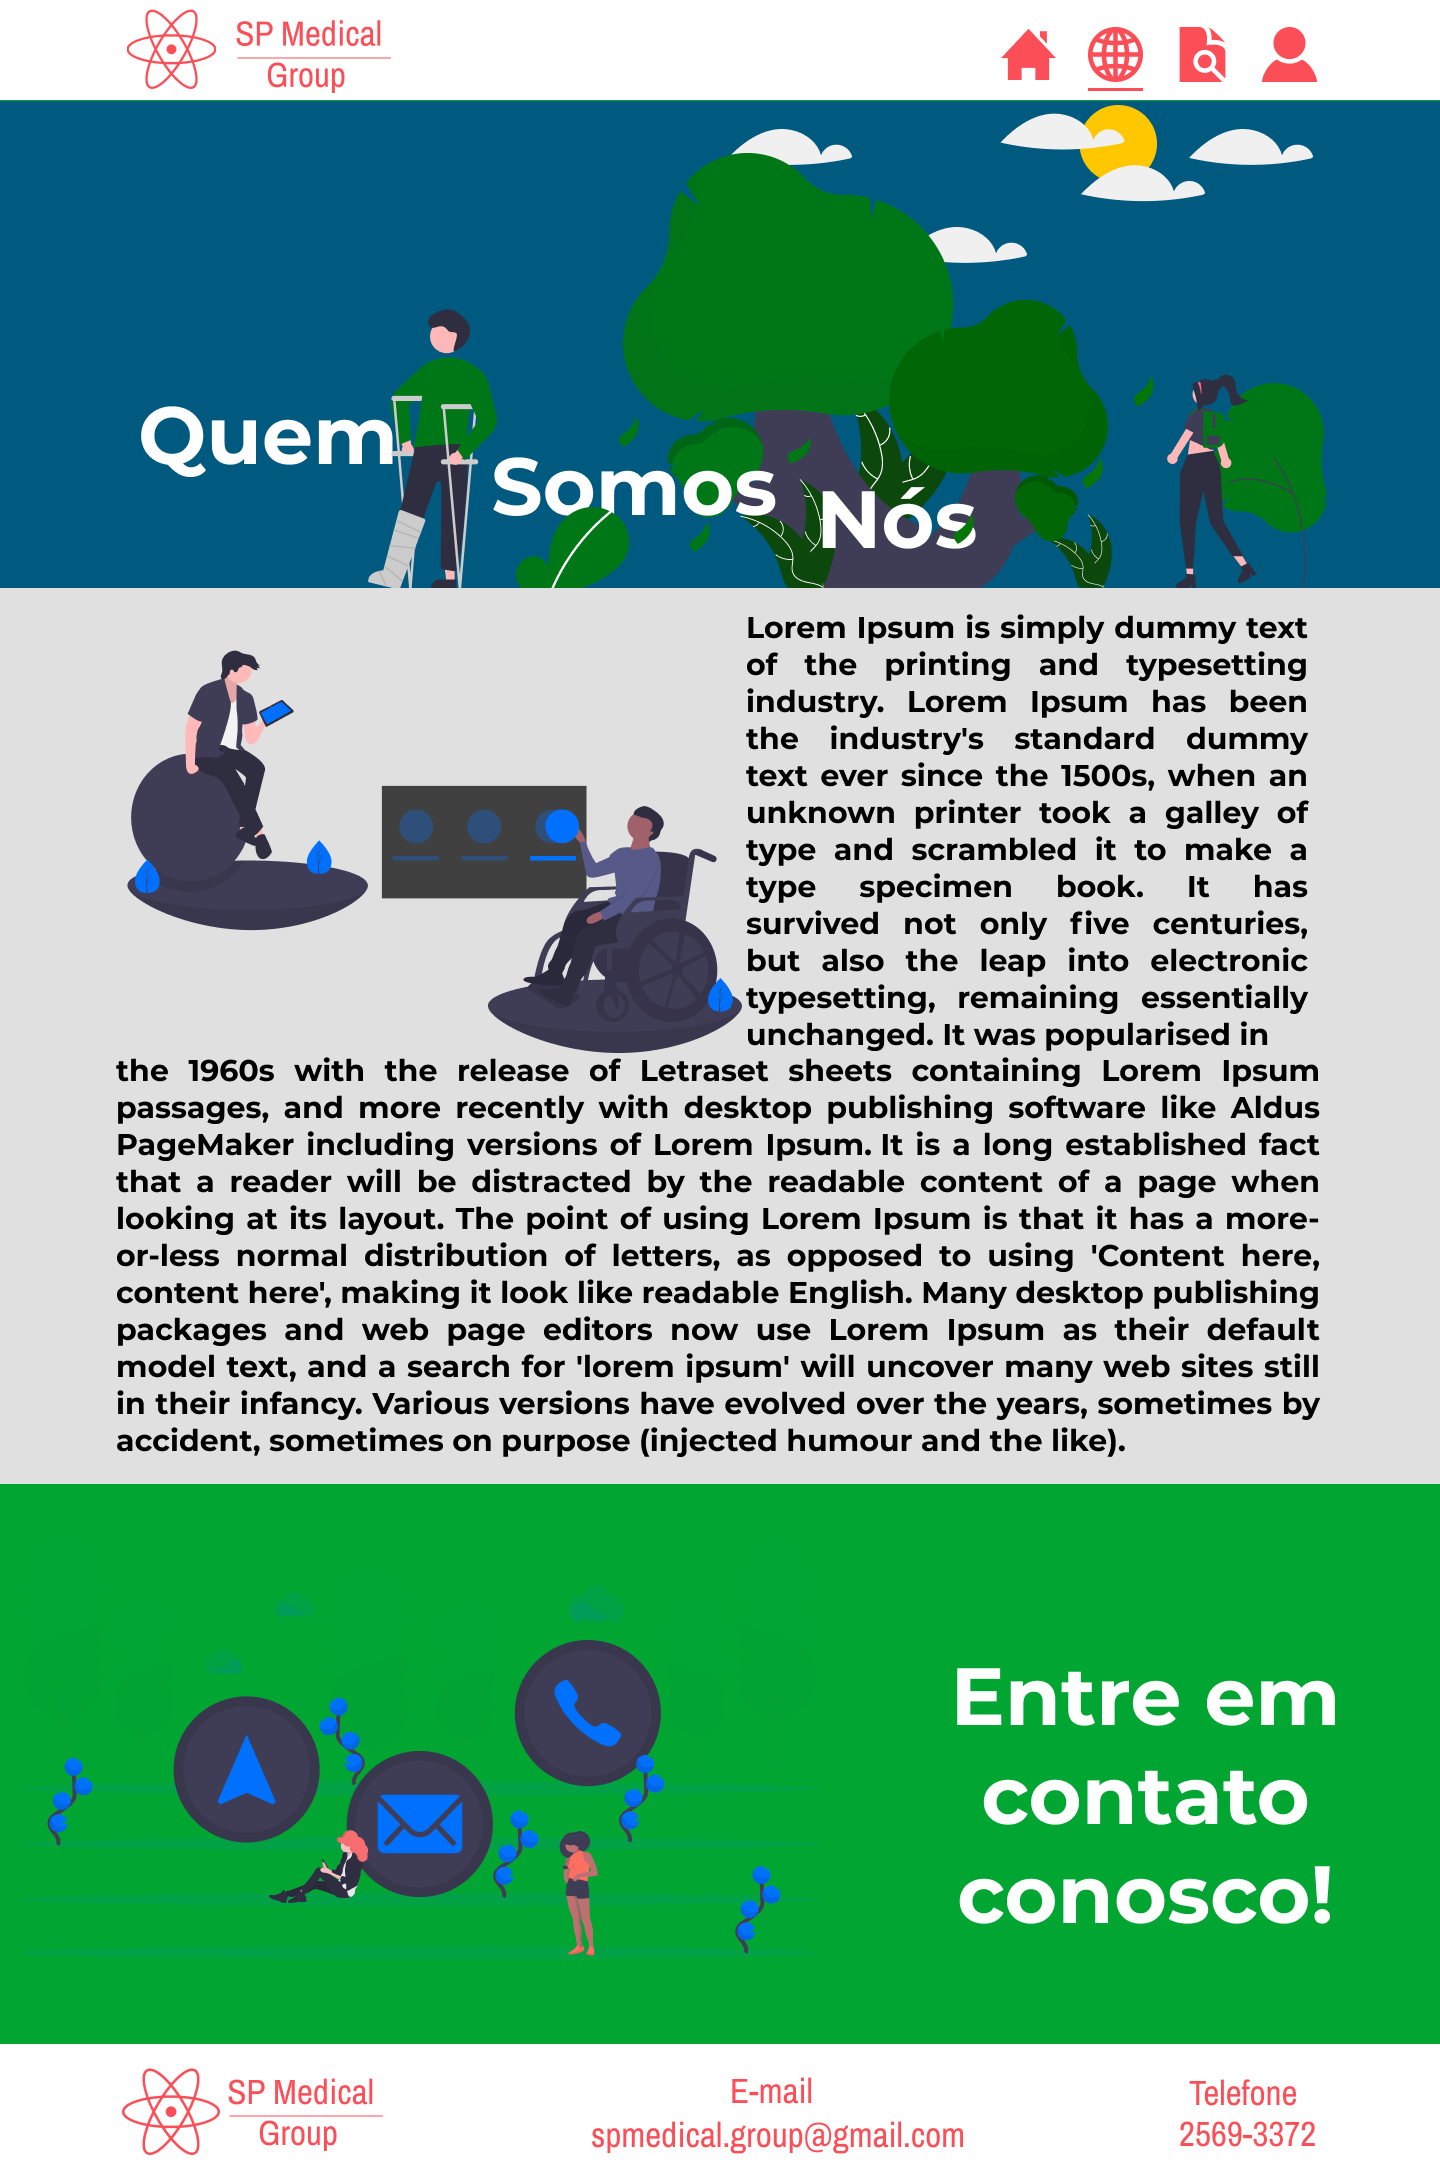 SP Medical
Group
Quem
Somos
Nós
Lorem Ipsum is simply dummy text
of the printing and typesetting
industry. Lorem Ipsum has been
the industry's standard dummy
text ever since the 1500s, when an
unknown printer took a galley of
type and scrambled it to make a
type specimen book. It has
survived not only five centuries,
but also the leap into electronic
typesetting, remaining essentially
unchanged. It was popularised in
the 1960s with the release of Letraset sheets containing Lorem Ipsum
passages, and more recently with desktop publishing software like Aldus
PageMaker including versions of Lorem Ipsum. It is a long established fact
that a reader will be distracted by the readable content of a page when
looking at its layout. The point of using Lorem Ipsum is that it has a more-
or-less normal distribution of letters, as opposed to using 'Content here,
content here', making it look like readable English. Many desktop publishing
packages and web page editors now use Lorem Ipsum as their default
model text, and a search for 'lorem ipsum' will uncover many web sites still
in their infancy. Various versions have evolved over the years, sometimes by
accident, sometimes on purpose (injected humour and the like).
Entre em
contato
conosco!
SP Medical
Group
E-mail
spmedical.group@gmail.com
Telefone
2569-3372